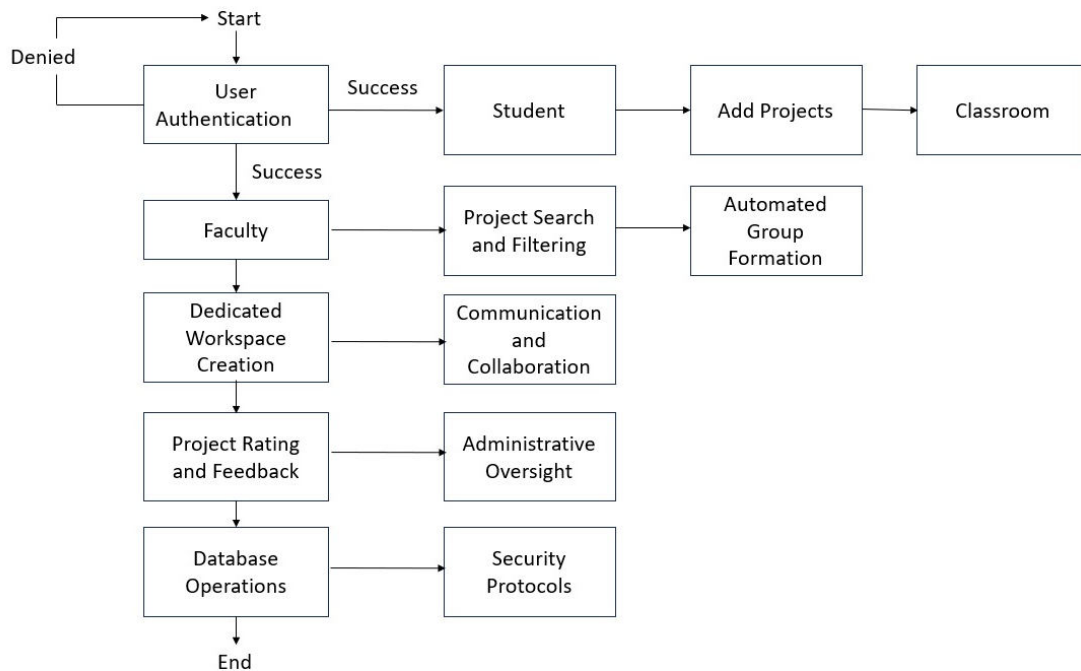 Start
Denied
User
Authentication
Success
Student
Add Projects
Classroom
Success
Faculty
Project Search
and Filtering
Automated
Group
Formation
Dedicated
Workspace
Creation
Communication
and
Collaboration
Project Rating
and Feedback
Administrative
Oversight
Database
Operations
Security
Protocols
End